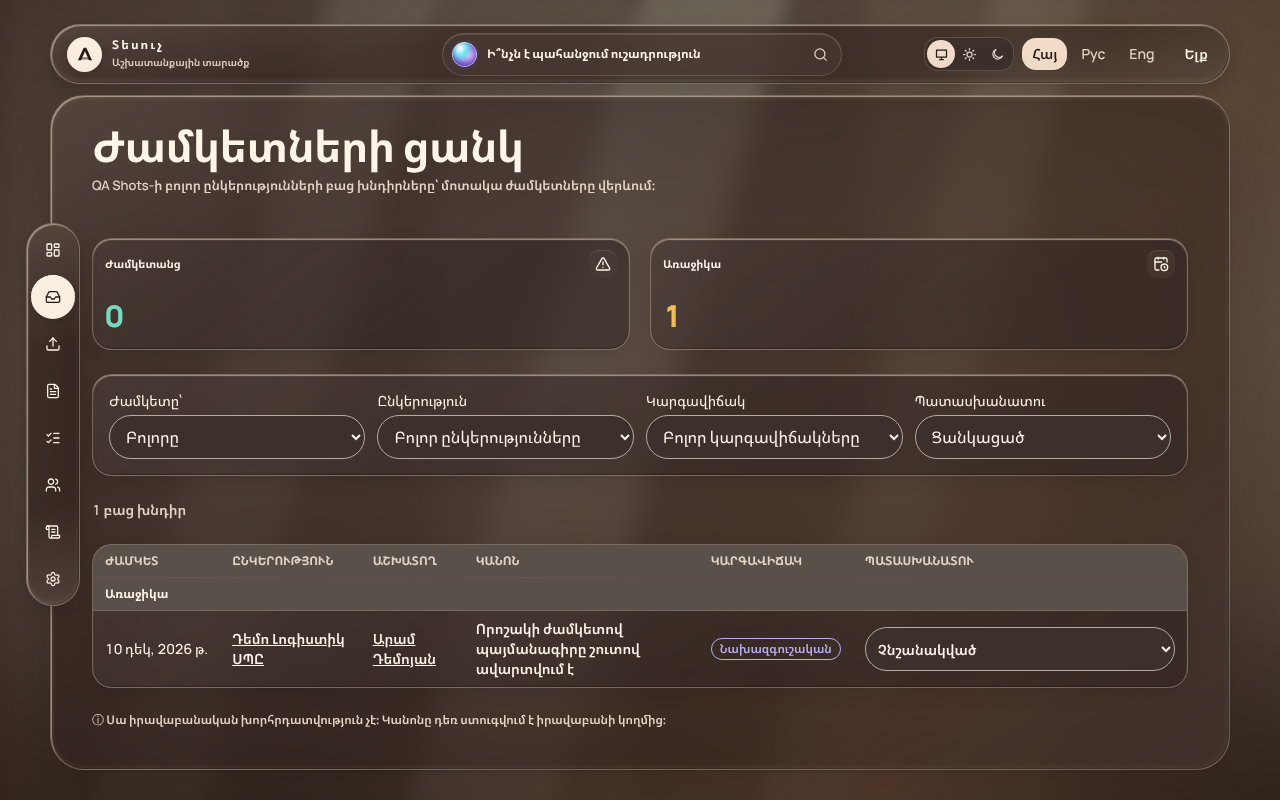 A
Տեսուչ
Աշխատանքային տարածք
Ի՞նչն է պահանջում ուշադրություն
Հայ
Рус
Eng
Ելք
Ժամկետների ցանկ
QA Shots-ի բոլոր ընկերությունների բաց խնդիրները՝ մոտակա ժամկետները վերևում։
Ժամկետանց
0
Առաջիկա
1
Ժամկետը՝
Ընկերություն
Կարգավիճակ
Պատասխանատու
Բոլորը
Բոլոր ընկերությունները
Բոլոր կարգավիճակները
Ցանկացած
1 բաց խնդիր
ԺԱՄԿԵՏ
ԸՆԿԵՐՈՒԹՅՈՒՆ
ԱՇԽԱՏՈՂ
ԿԱՆՈՆ
ԿԱՐԳԱՎԻՃԱԿ
ՊԱՏԱՍԽԱՆԱՏՈՒ
Առաջիկա
10 դեկ, 2026 թ.
Դեմո Լոգիստիկ
ՍՊԸ
Արամ
Դեմոյան
Որոշակի ժամկետով
պայմանագիրը շուտով
ավարտվում է
Նախազգուշական
Չնշանակված
ⓘ Սա իրավաբանական խորհրդատվություն չէ։ Կանոնը դեռ ստուգվում է իրավաբանի կողմից։